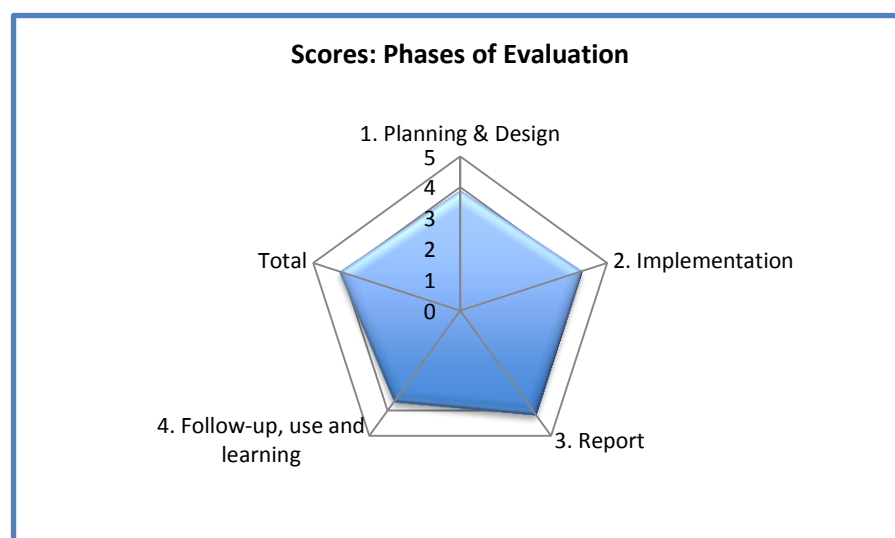 Scores: Phases of Evaluation
1. Planning & Design
5
4
3
2
1
0
Total
2. Implementation
4. Follow-up, use and
learning
3. Report